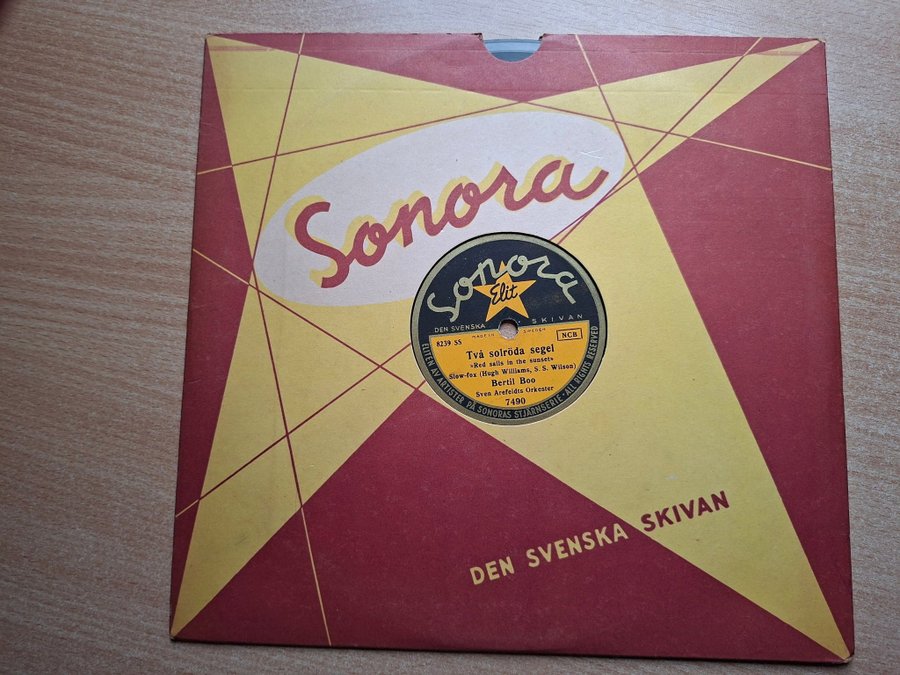 Sonora
Sonora
Elit
DEN SVENSKA SKIVAN
MADE IN SWEDEN
8239 SS
NCB
Två solröda segel
»Red sails in the sunset»
Slow-fox (Hugh Williams, S. S. Wilson)
Bertil Boo
Sven Arefeldts Orkester
7490
ELITEN AV ARTISTER PÅ SONORAS STJÄRNSERIE · ALL RIGHTS RESERVED
DEN SVENSKA SKIVAN